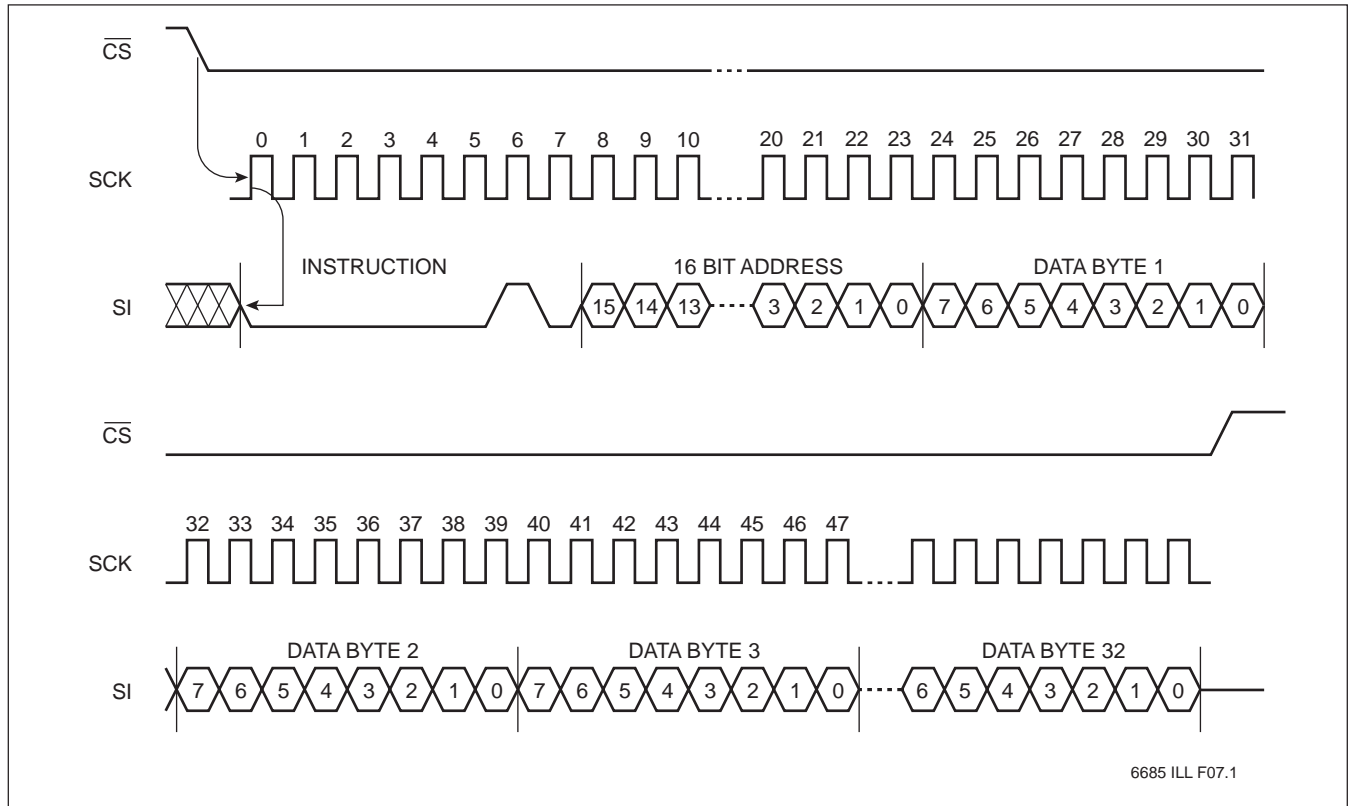 CS
0 1 2 3 4 5 6 7 8 9 10 20 21 22 23 24 25 26 27 28 29 30 31
SCK
INSTRUCTION 16 BIT ADDRESS DATA BYTE 1
SI 15 14 13 3 2 1 0 7 6 5 4 3 2 1 0
CS
32 33 34 35 36 37 38 39 40 41 42 43 44 45 46 47
SCK
DATA BYTE 2 DATA BYTE 3 DATA BYTE 32
SI 7 6 5 4 3 2 1 0 7 6 5 4 3 2 1 0 6 5 4 3 2 1 0
6685 ILL F07.1